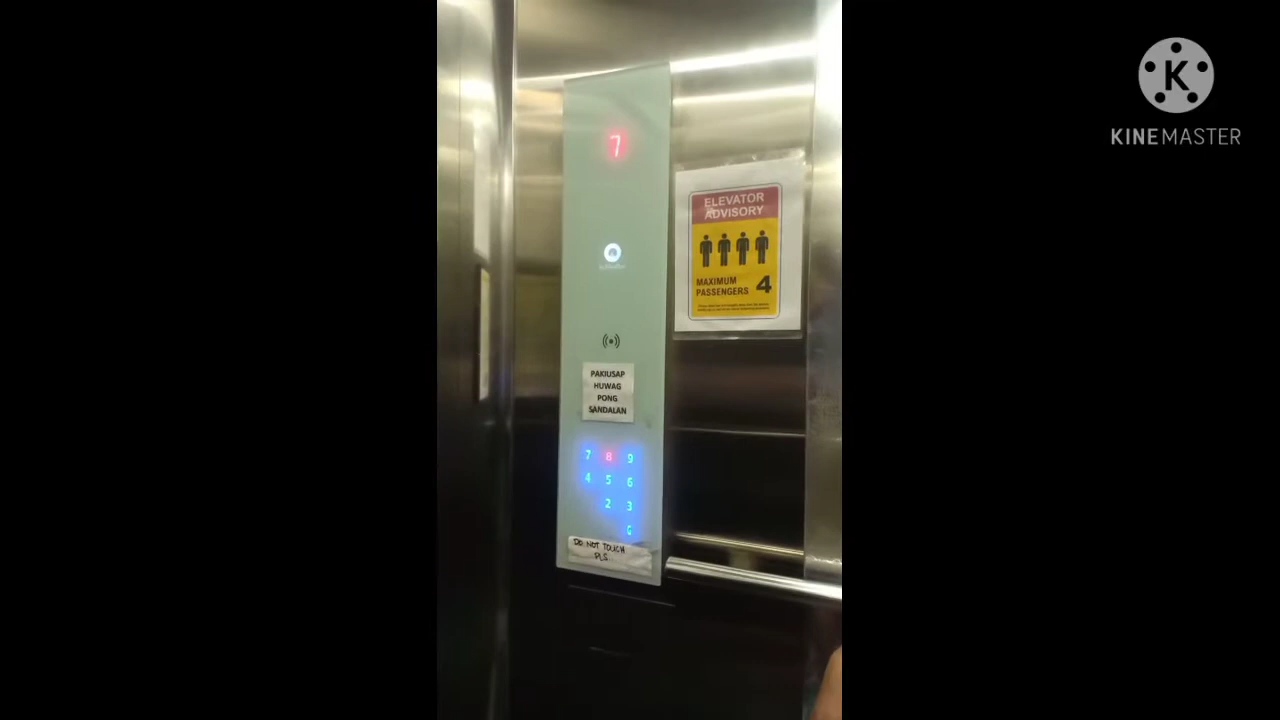 7
ELEVATOR
ADVISORY
MAXIMUM
PASSENGERS 4
PAKIUSAP
HUWAG
PONG
SANDALAN
7 8 9
4 5 6
2 3
G
DO NOT TOUCH
PLS.
K
KINEMASTER